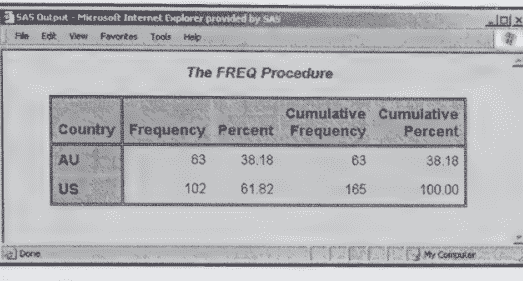 SAS Output - Microsoft Internet Explorer provided by SAS
File Edit View Favorites Tools Help
The FREQ Procedure
Country Frequency Percent Cumulative Frequency Cumulative Percent
AU 63 38.18 63 38.18
US 102 61.82 165 100.00
Done My Computer